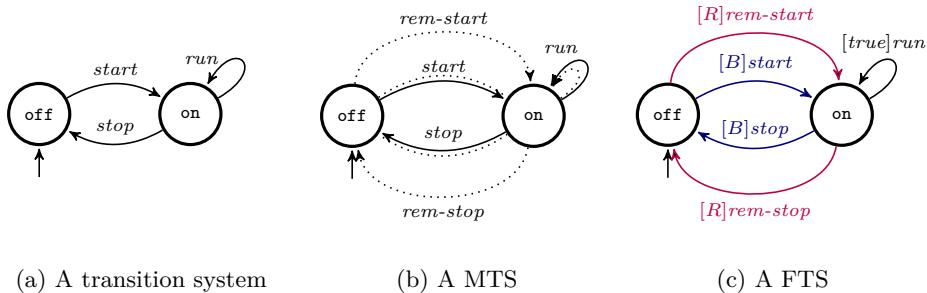 start
run
off
on
stop
(a) A transition system
rem-start
run
start
off
on
stop
rem-stop
(b) A MTS
[R]rem-start
[true]run
[B]start
off
on
[B]stop
[R]rem-stop
(c) A FTS